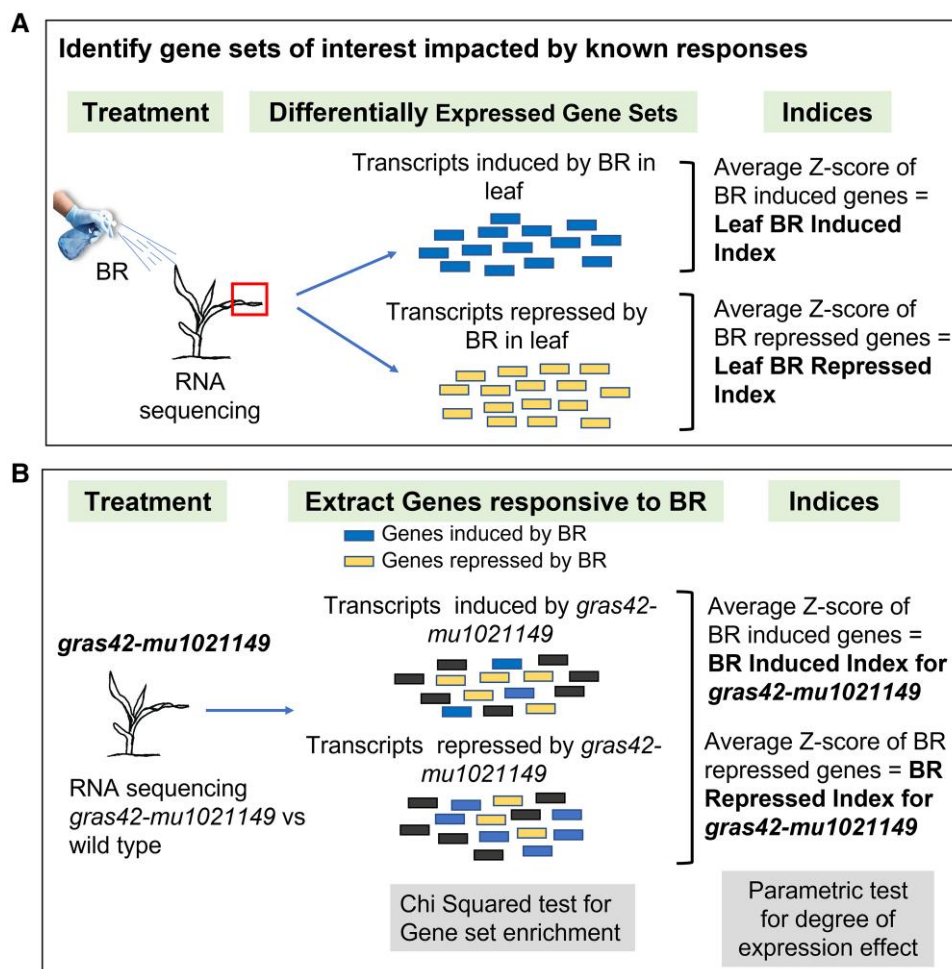 A
Identify gene sets of interest impacted by known responses
Treatment
Differentially Expressed Gene Sets
Indices
BR
RNA
sequencing
Transcripts induced by BR in
leaf
Transcripts repressed by
BR in leaf
Average Z-score of
BR induced genes =
Leaf BR Induced
Index
Average Z-score of
BR repressed genes =
Leaf BR Repressed
Index
B
Treatment
Extract Genes responsive to BR
Indices
Genes induced by BR
Genes repressed by BR
gras42-mu1021149
RNA sequencing
gras42-mu1021149 vs
wild type
Transcripts induced by gras42-
mu1021149
Transcripts repressed by gras42-
mu1021149
Average Z-score of
BR induced genes =
BR Induced Index for
gras42-mu1021149
Average Z-score of BR
repressed genes = BR
Repressed Index for
gras42-mu1021149
Chi Squared test for
Gene set enrichment
Parametric test
for degree of
expression effect